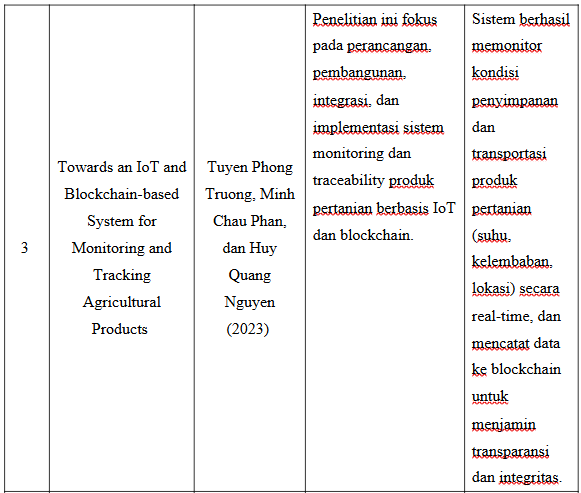 3
Towards an IoT and
Blockchain-based
System for
Monitoring and
Tracking
Agricultural
Products
Tuyen Phong
Truong, Minh
Chau Phan,
dan Huy
Quang
Nguyen
(2023)
Penelitian ini fokus
pada perancangan,
pembangunan,
integrasi, dan
implementasi sistem
monitoring dan
traceability produk
pertanian berbasis IoT
dan blockchain.
Sistem berhasil
memonitor
kondisi
penyimpanan
dan
transportasi
produk
pertanian
(suhu,
kelembaban,
lokasi) secara
real-time, dan
mencatat data
ke blockchain
untuk
menjamin
transparansi
dan integritas.